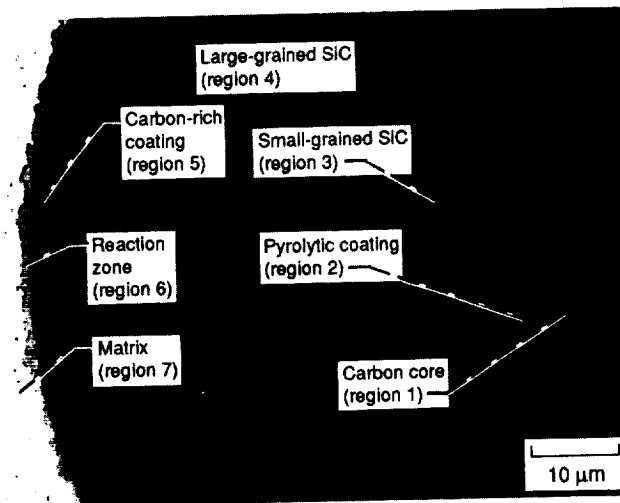 Large-grained SiC
(region 4)
Carbon-rich
coating
(region 5)
Small-grained SiC
(region 3)
Reaction
zone
(region 6)
Pyrolytic coating
(region 2)
Matrix
(region 7)
Carbon core
(region 1)
10 μm